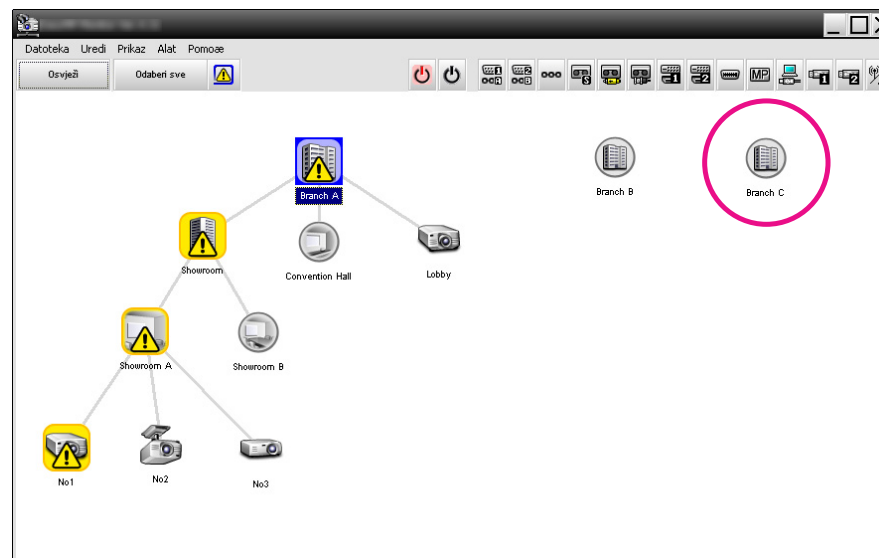 Datoteka Uredi Prikaz Alat Pomoæ
Osvježi Odaberi sve
MP
Branch A
Branch B
Branch C
Showroom
Convention Hall
Lobby
Showroom A
Showroom B
No1
No2
No3